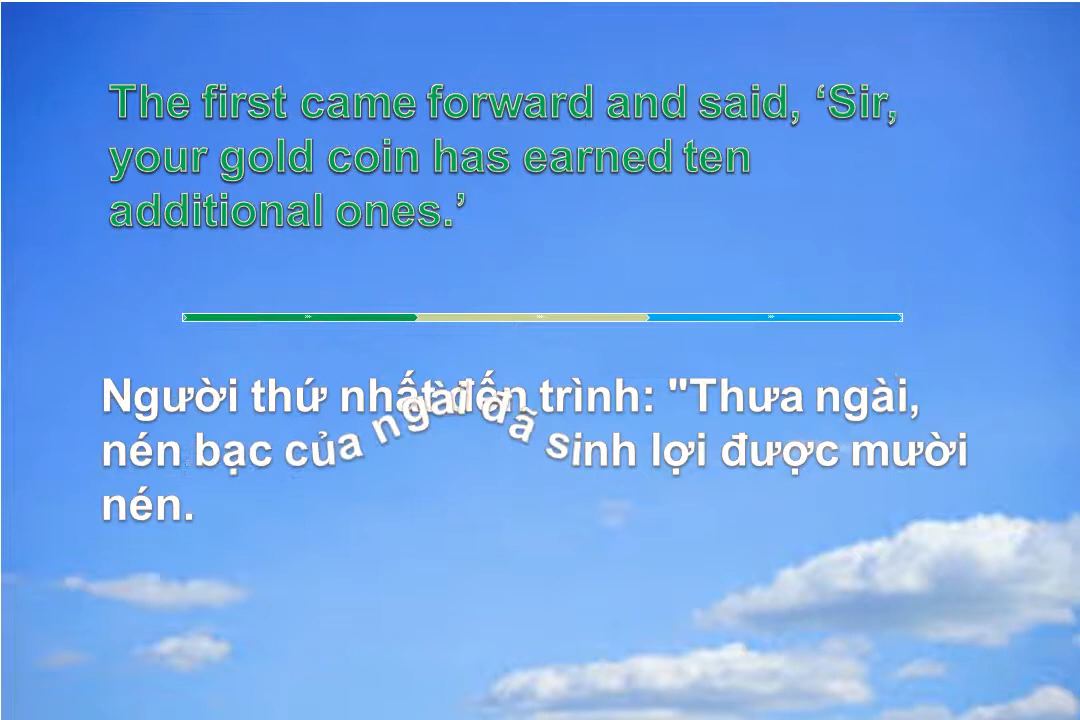 The first came forward and said, ‘Sir,
your gold coin has earned ten
additional ones.’
Người thứ nhất đến trình: "Thưa ngài,
nén bạc của ngài đã sinh lợi được mười
nén.